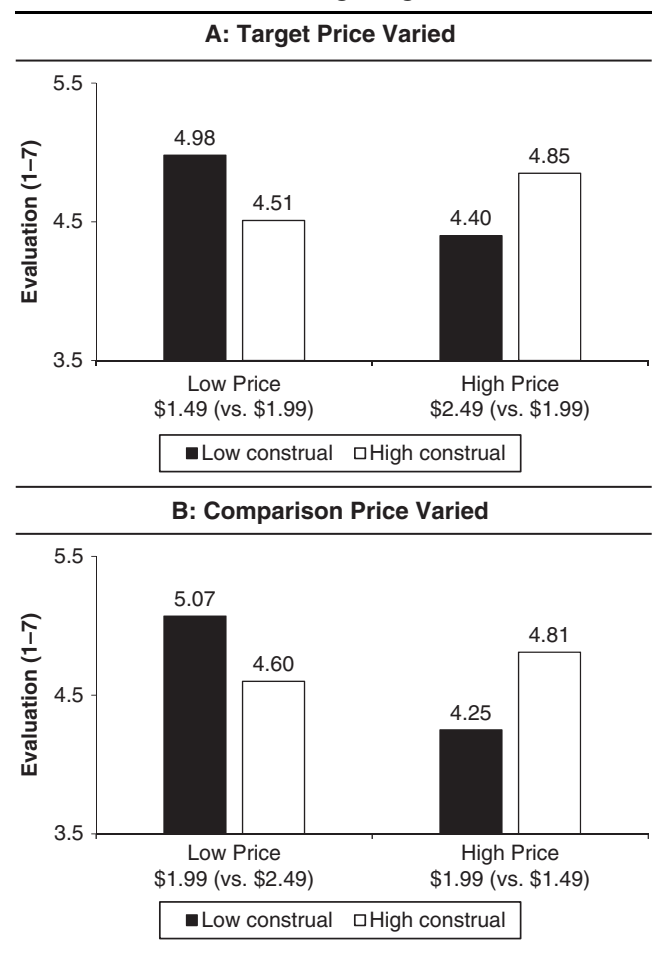 A: Target Price Varied
5.5
4.5
3.5
Evaluation (1–7)
4.98
4.51
4.40
4.85
Low Price
$1.49 (vs. $1.99)
High Price
$2.49 (vs. $1.99)
Low construal
High construal
B: Comparison Price Varied
5.5
4.5
3.5
Evaluation (1–7)
5.07
4.60
4.25
4.81
Low Price
$1.99 (vs. $2.49)
High Price
$1.99 (vs. $1.49)
Low construal
High construal